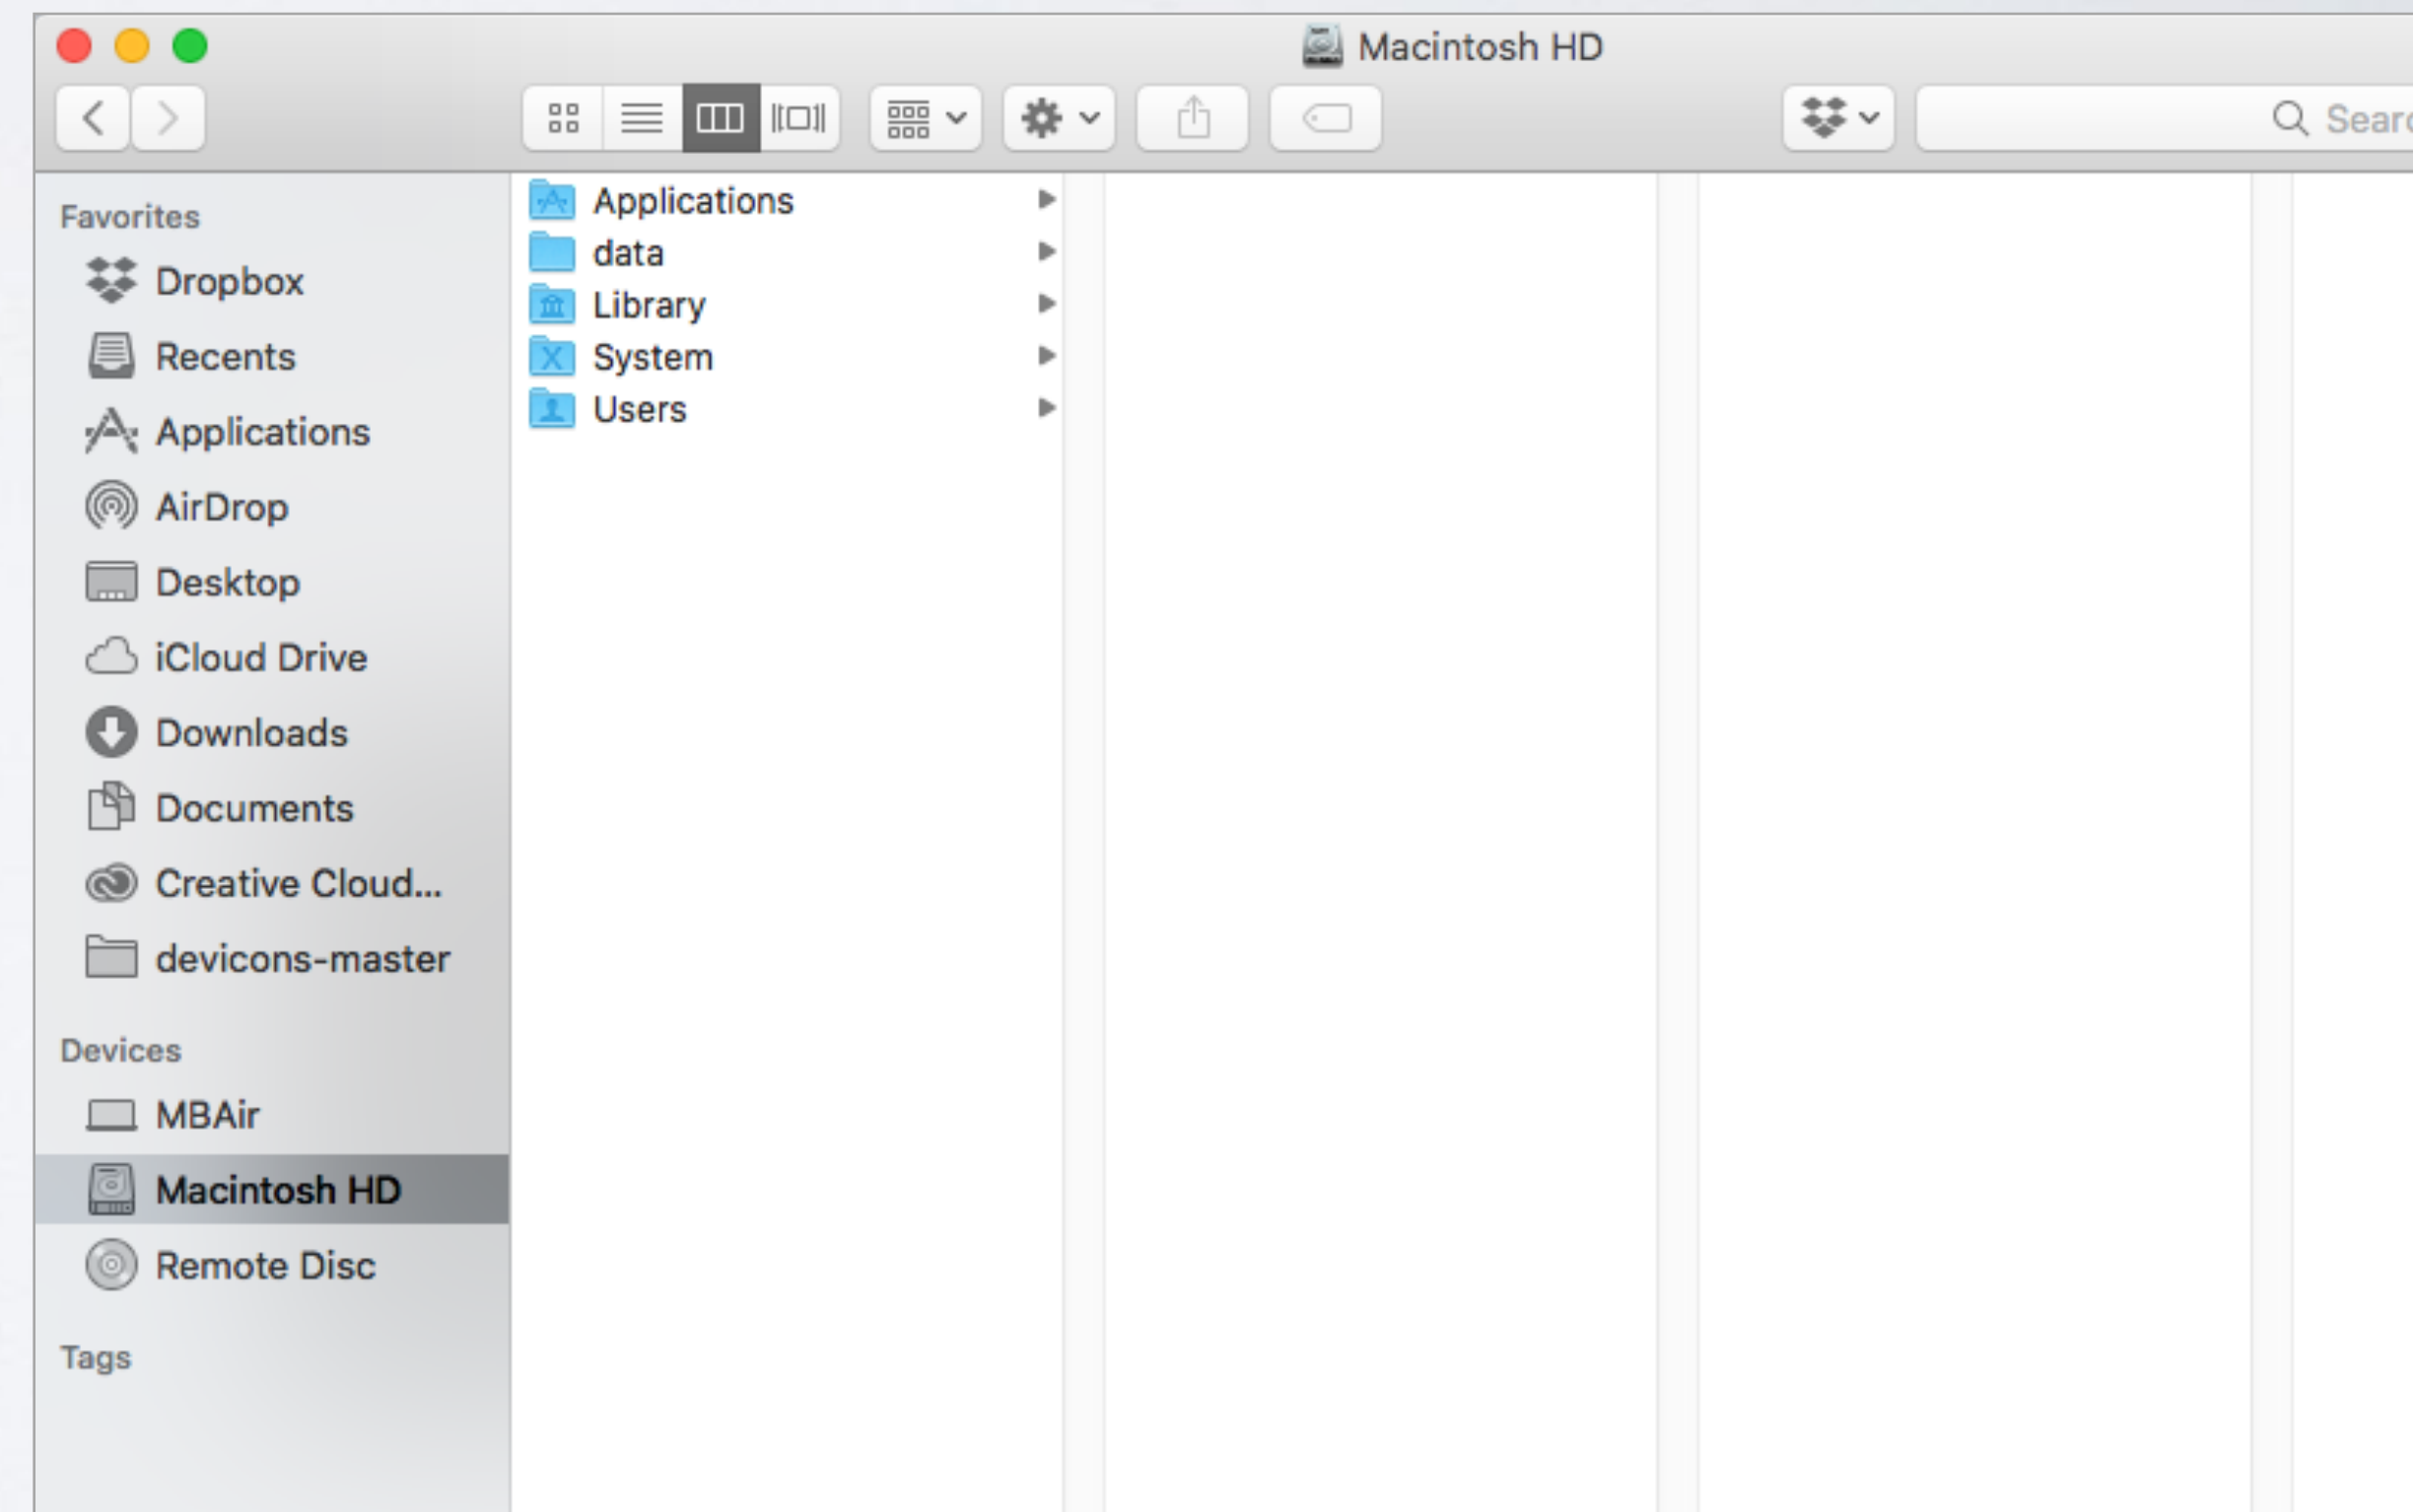 Macintosh HD
Favorites
Dropbox
Recents
Applications
AirDrop
Desktop
iCloud Drive
Downloads
Documents
Creative Cloud...
devicons-master
Devices
MBAir
Macintosh HD
Remote Disc
Tags
Applications
data
Library
System
Users